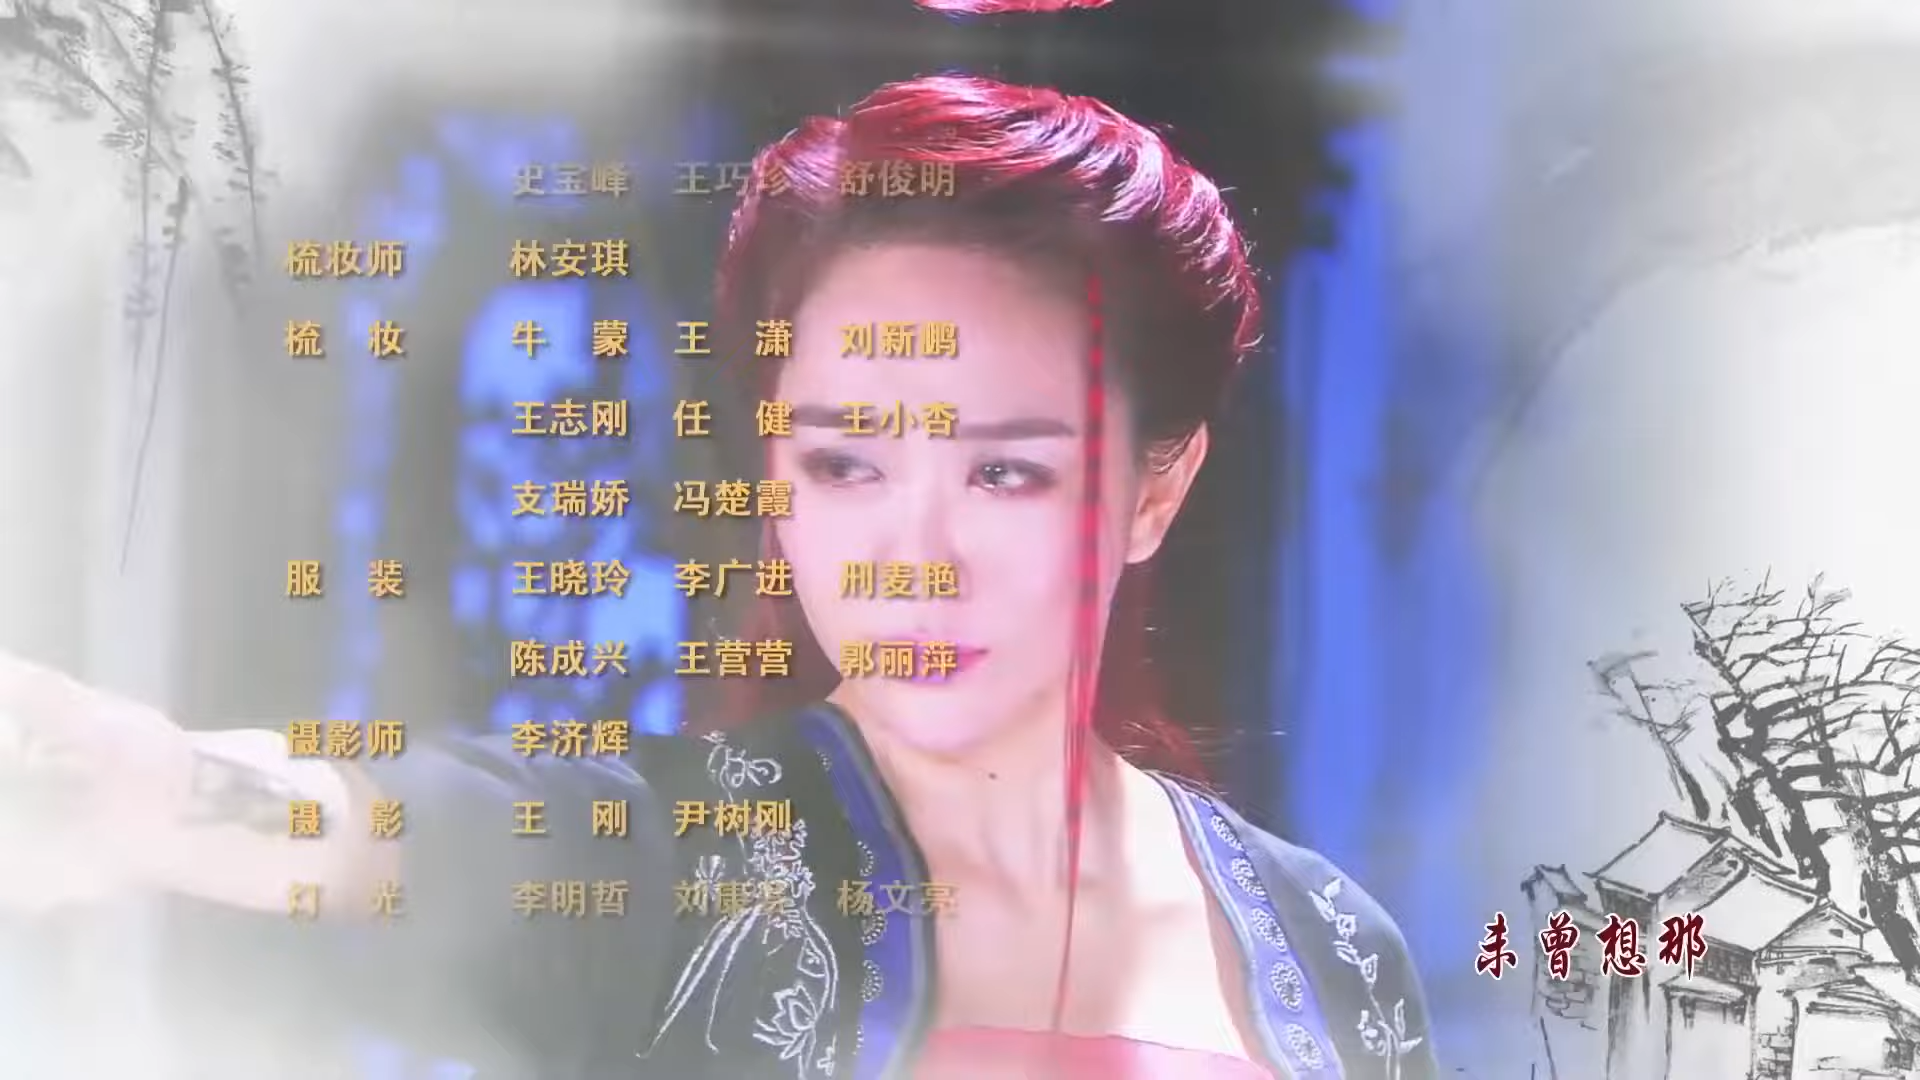 史宝峰 王巧珍 舒俊明
梳妆师 林安琪
梳 妆 牛 蒙 王 潇 刘新鹏
王志刚 任 健 王小杏
支瑞娇 冯楚霞
服 装 王晓玲 李广进 刑麦艳
陈成兴 王营营 郭丽萍
摄影师 李济辉
摄 影 王 刚 尹树刚
灯 光 李明哲 杨文亮
未曾想那